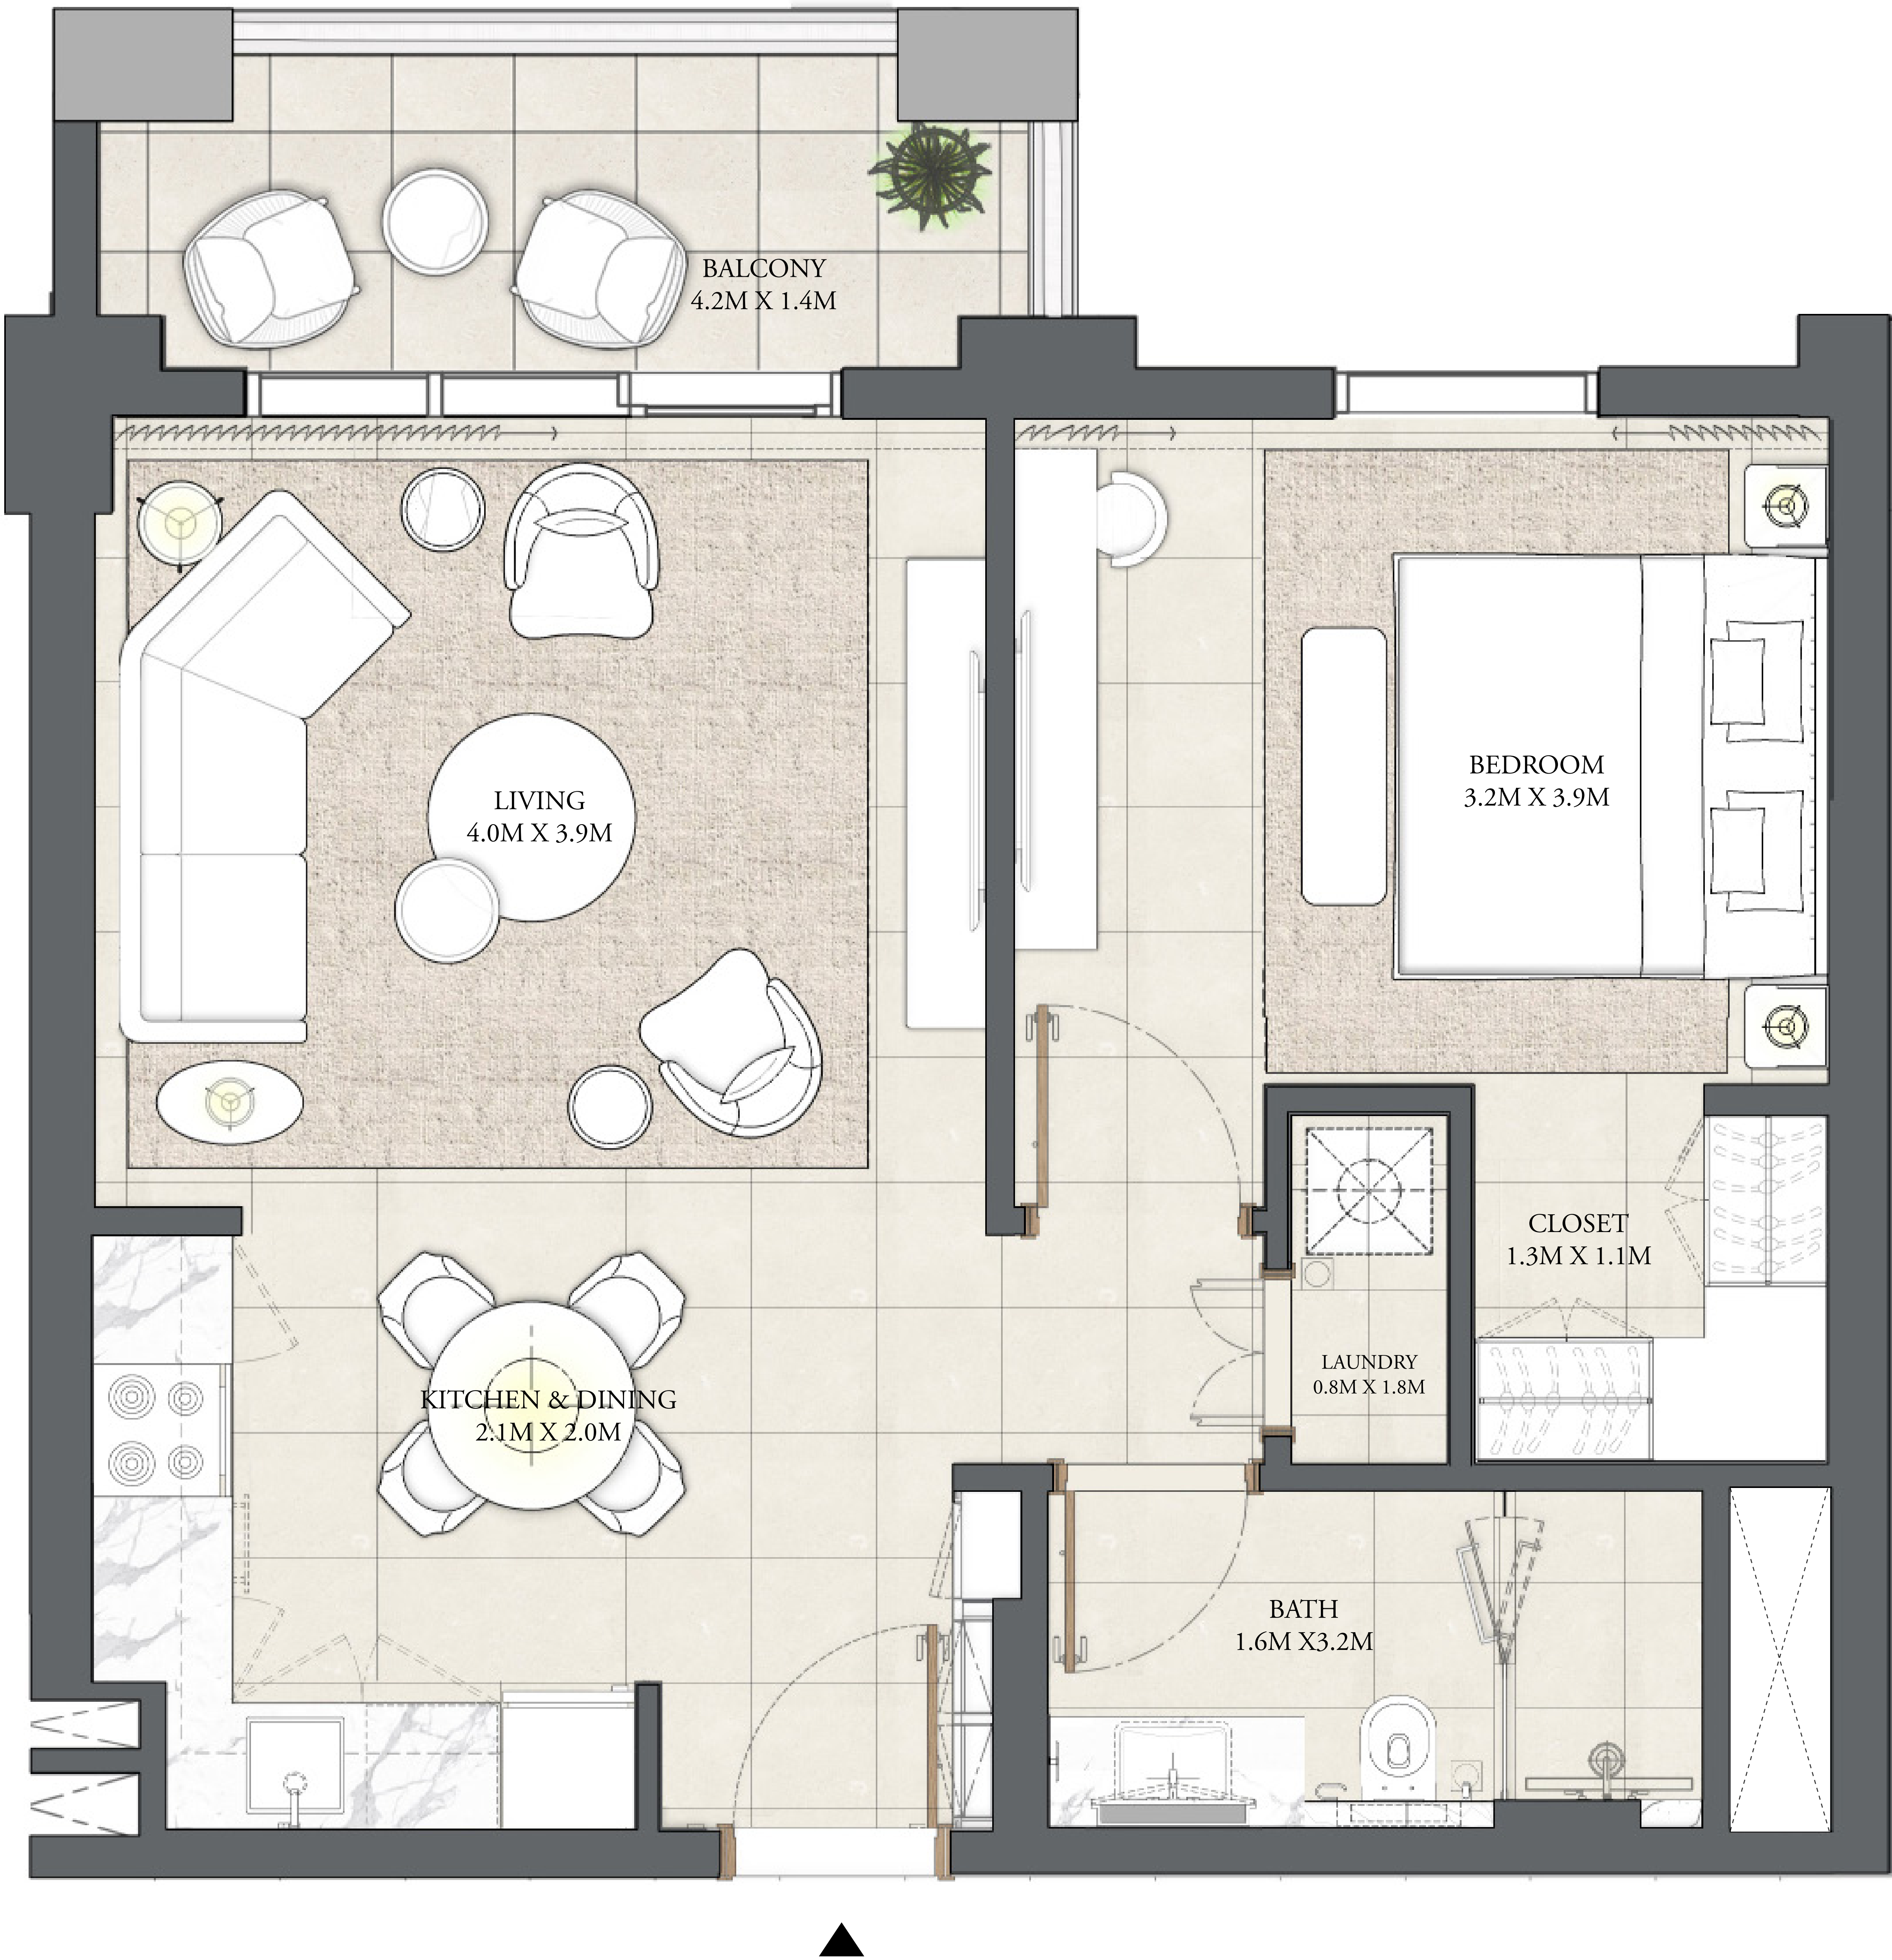 BALCONY
4.2M X 1.4M
LIVING
4.0M X 3.9M
BEDROOM
3.2M X 3.9M
CLOSET
1.3M X 1.1M
LAUNDRY
0.8M X 1.8M
KITCHEN & DINING
2.1M X 2.0M
BATH
1.6M X3.2M